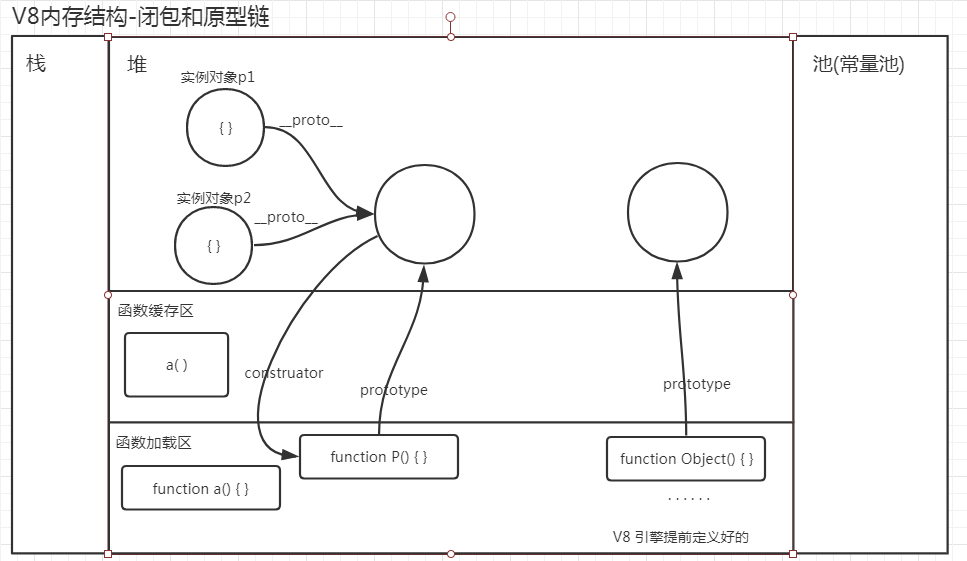 V8内存结构-闭包和原型链
栈
堆
池(常量池)
实例对象p1
{ }
__proto__
实例对象p2
{ }
__proto__
函数缓存区
a( )
construator
prototype
prototype
函数加载区
function a() { }
function P() { }
function Object() { }
. . . . . .
V8 引擎提前定义好的